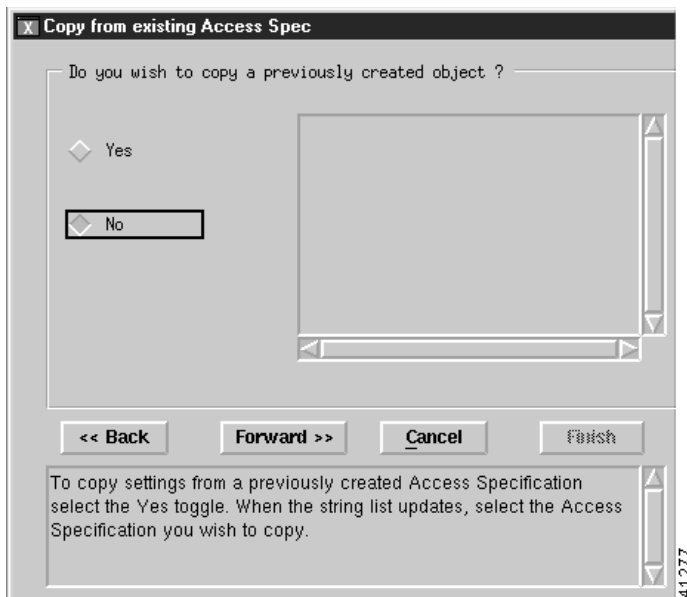 X Copy from existing Access Spec
Do you wish to copy a previously created object ?
Yes
No
<< Back Forward >> Cancel Finish
To copy settings from a previously created Access Specification
select the Yes toggle. When the string list updates, select the Access
Specification you wish to copy.
41277